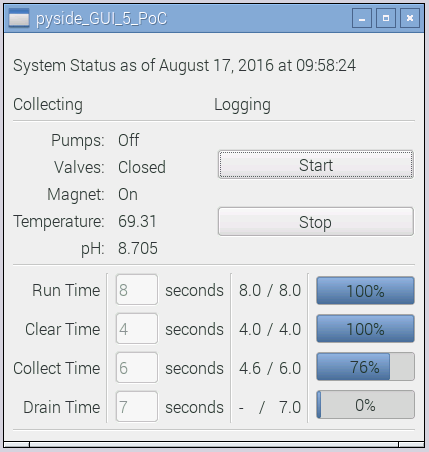 pyside_GUI_5_PoC
System Status as of August 17, 2016 at 09:58:24
Collecting Logging
Pumps: Off
Valves: Closed
Start
Magnet: On
Temperature: 69.31
Stop
pH: 8.705
Run Time 8 seconds 8.0 / 8.0 100%
Clear Time 4 seconds 4.0 / 4.0 100%
Collect Time 6 seconds 4.6 / 6.0 76%
Drain Time 7 seconds - / 7.0 0%